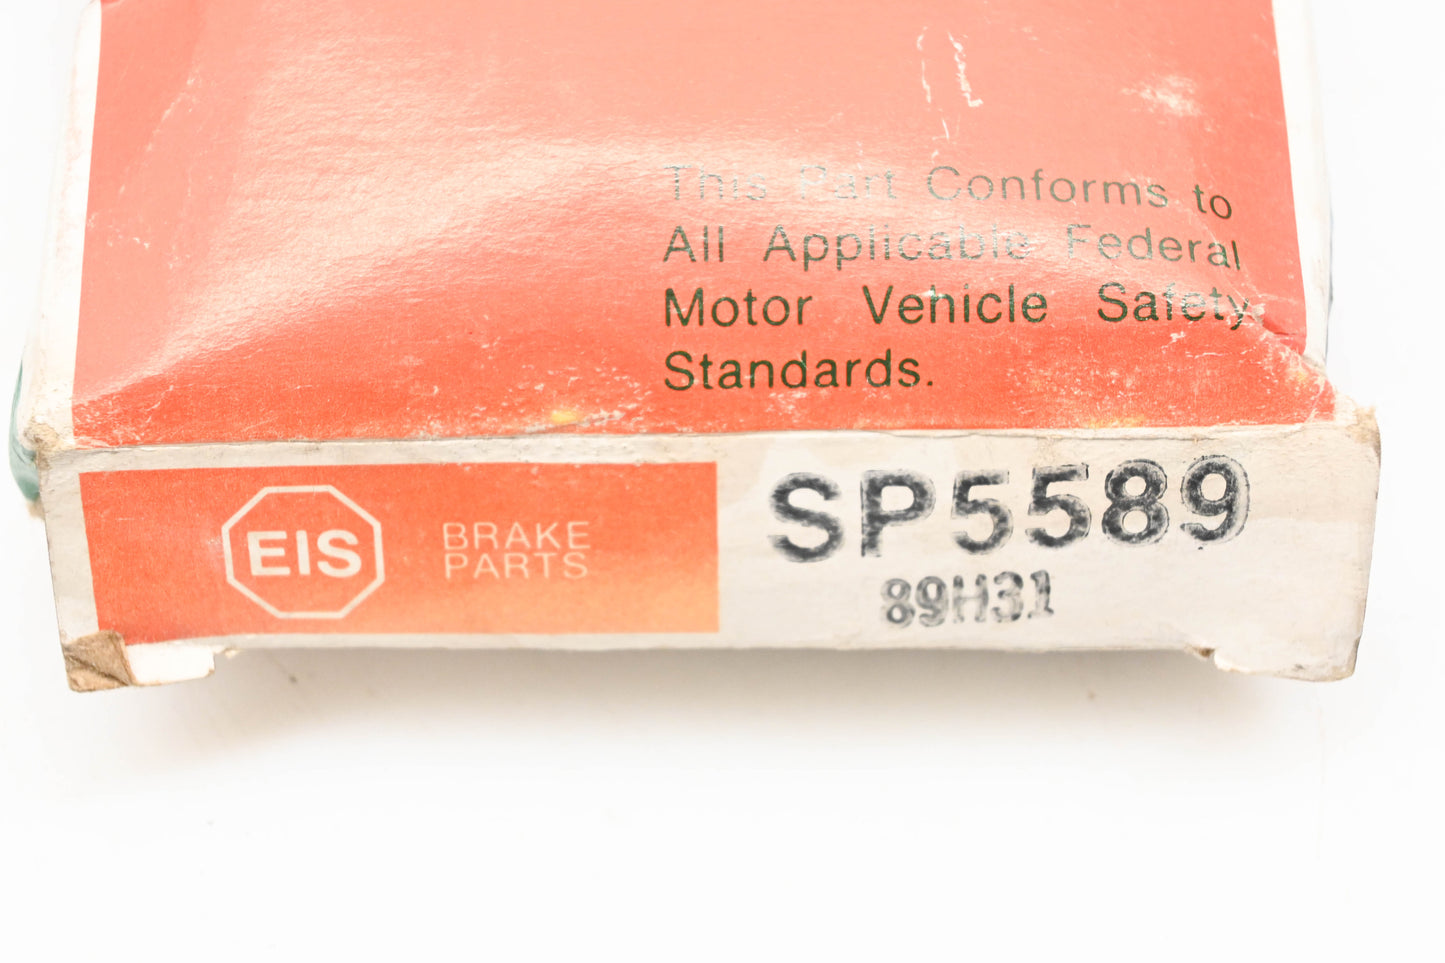 This Part Conforms to
All Applicable Federal
Motor Vehicle Safety
Standards.
EIS
BRAKE
PARTS
SP5589
89H31